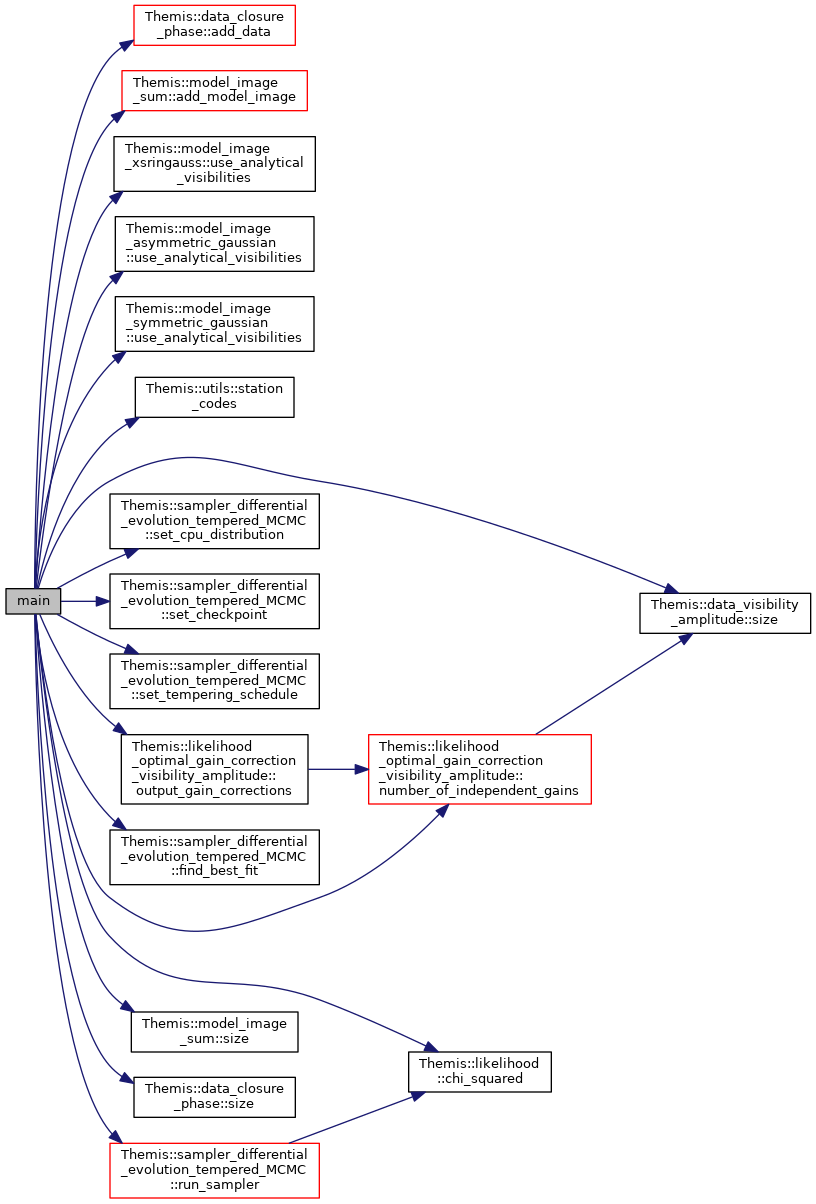 Themis::data_closure
_phase::add_data
Themis::model_image
_sum::add_model_image
Themis::model_image
_xsringauss::use_analytical
_visibilities
Themis::model_image
_asymmetric_gaussian
::use_analytical_visibilities
Themis::model_image
_symmetric_gaussian
::use_analytical_visibilities
Themis::utils::station
_codes
Themis::sampler_differential
_evolution_tempered_MCMC
::set_cpu_distribution
main
Themis::sampler_differential
_evolution_tempered_MCMC
::set_checkpoint
Themis::data_visibility
_amplitude::size
Themis::sampler_differential
_evolution_tempered_MCMC
::set_tempering_schedule
Themis::likelihood
_optimal_gain_correction
_visibility_amplitude::
output_gain_corrections
Themis::likelihood
_optimal_gain_correction
_visibility_amplitude::
number_of_independent_gains
Themis::sampler_differential
_evolution_tempered_MCMC
::find_best_fit
Themis::model_image
_sum::size
Themis::likelihood
::chi_squared
Themis::data_closure
_phase::size
Themis::sampler_differential
_evolution_tempered_MCMC
::run_sampler